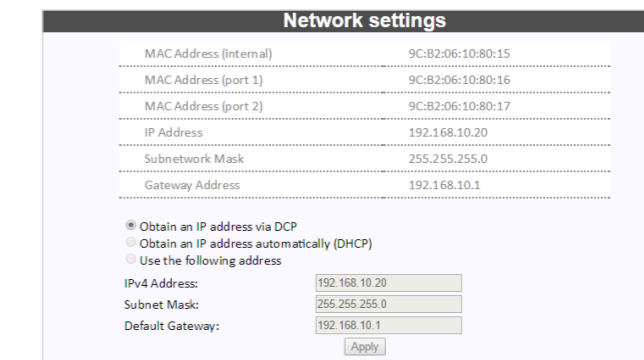 Network settings
MAC Address (internal) 9C:B2:06:10:80:15
MAC Address (port 1) 9C:B2:06:10:80:16
MAC Address (port 2) 9C:B2:06:10:80:17
IP Address 192.168.10.20
Subnetwork Mask 255.255.255.0
Gateway Address 192.168.10.1
Obtain an IP address via DCP
Obtain an IP address automatically (DHCP)
Use the following address
IPv4 Address: 192.168.10.20
Subnet Mask: 255.255.255.0
Default Gateway: 192.168.10.1
Apply